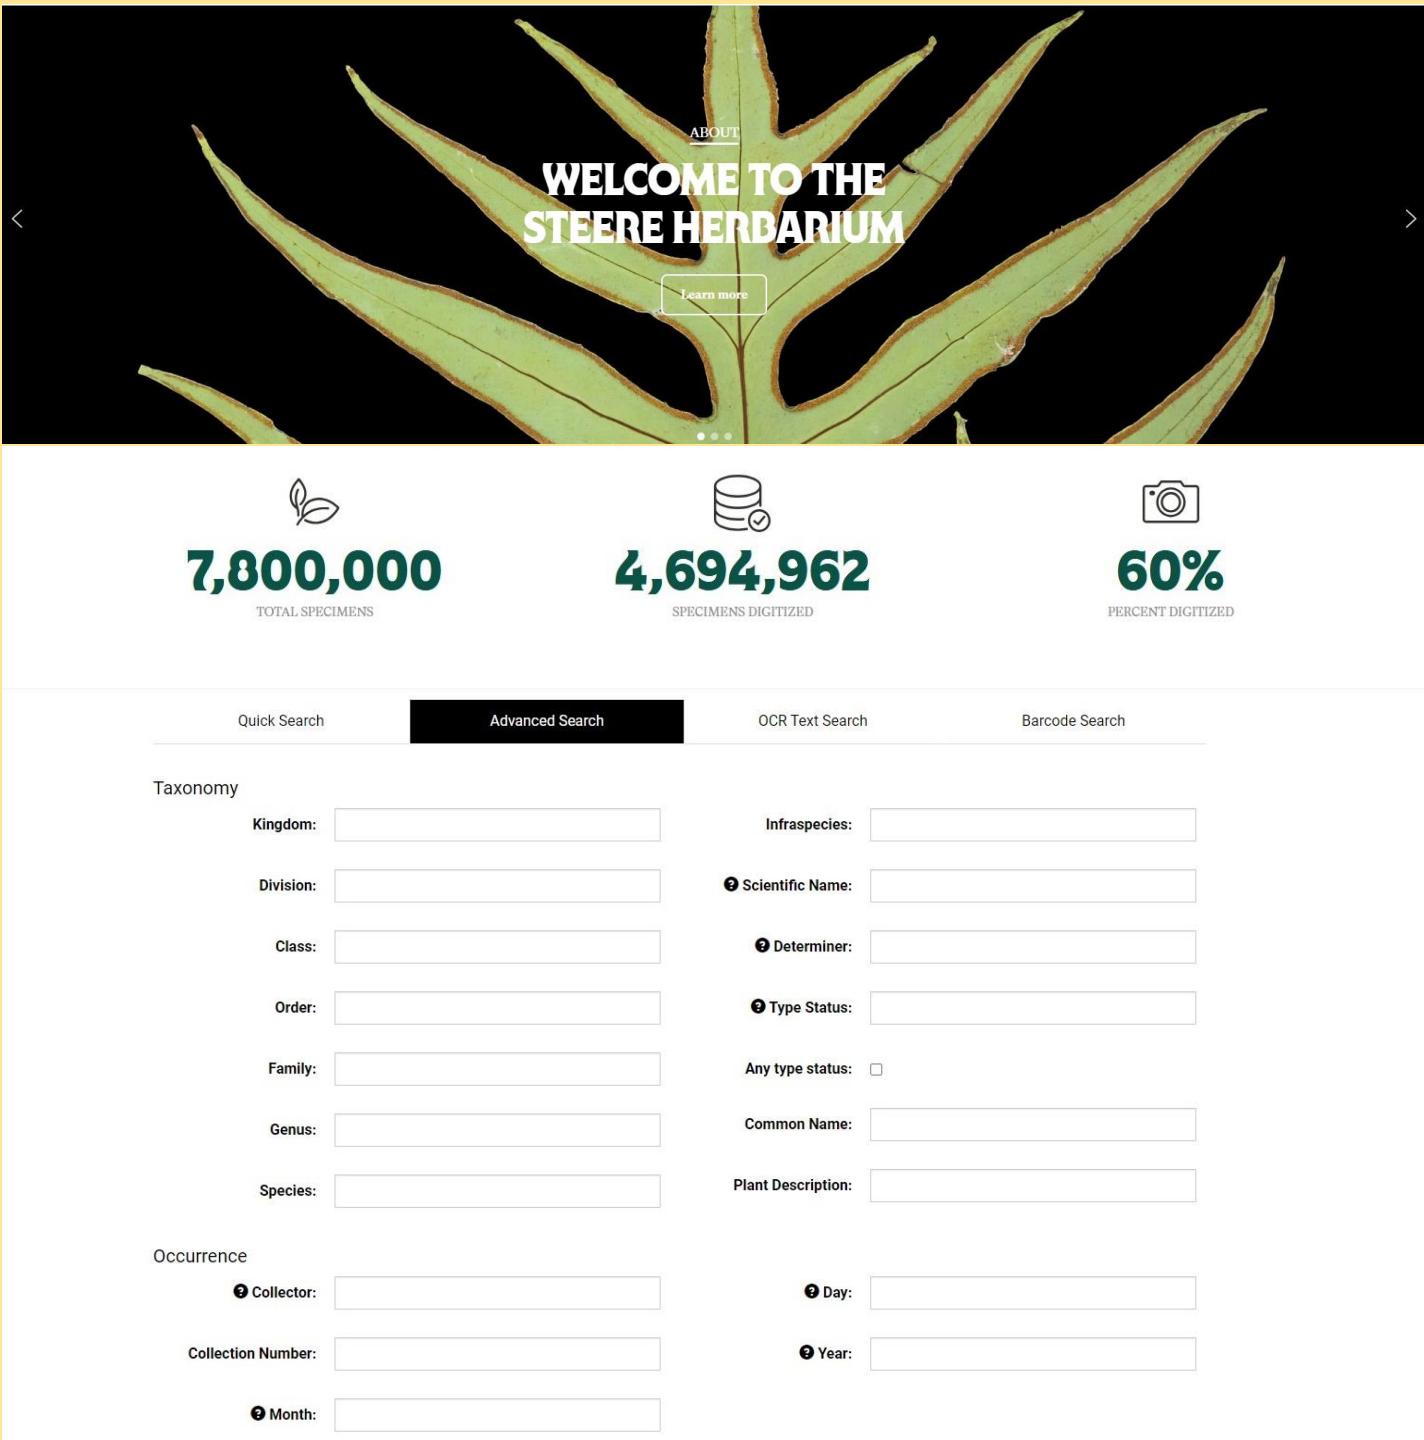 ABOUT
WELCOME TO THE
STEERE HERBARIUM
Learn more
7,800,000
TOTAL SPECIMENS
4,694,962
SPECIMENS DIGITIZED
60%
PERCENT DIGITIZED
Quick Search
Advanced Search
OCR Text Search
Barcode Search
Taxonomy
Kingdom:
Infraspecies:
Division:
? Scientific Name:
Class:
? Determiner:
Order:
? Type Status:
Family:
Any type status:
Genus:
Common Name:
Species:
Plant Description:
Occurrence
? Collector:
? Day:
Collection Number:
? Year:
? Month: